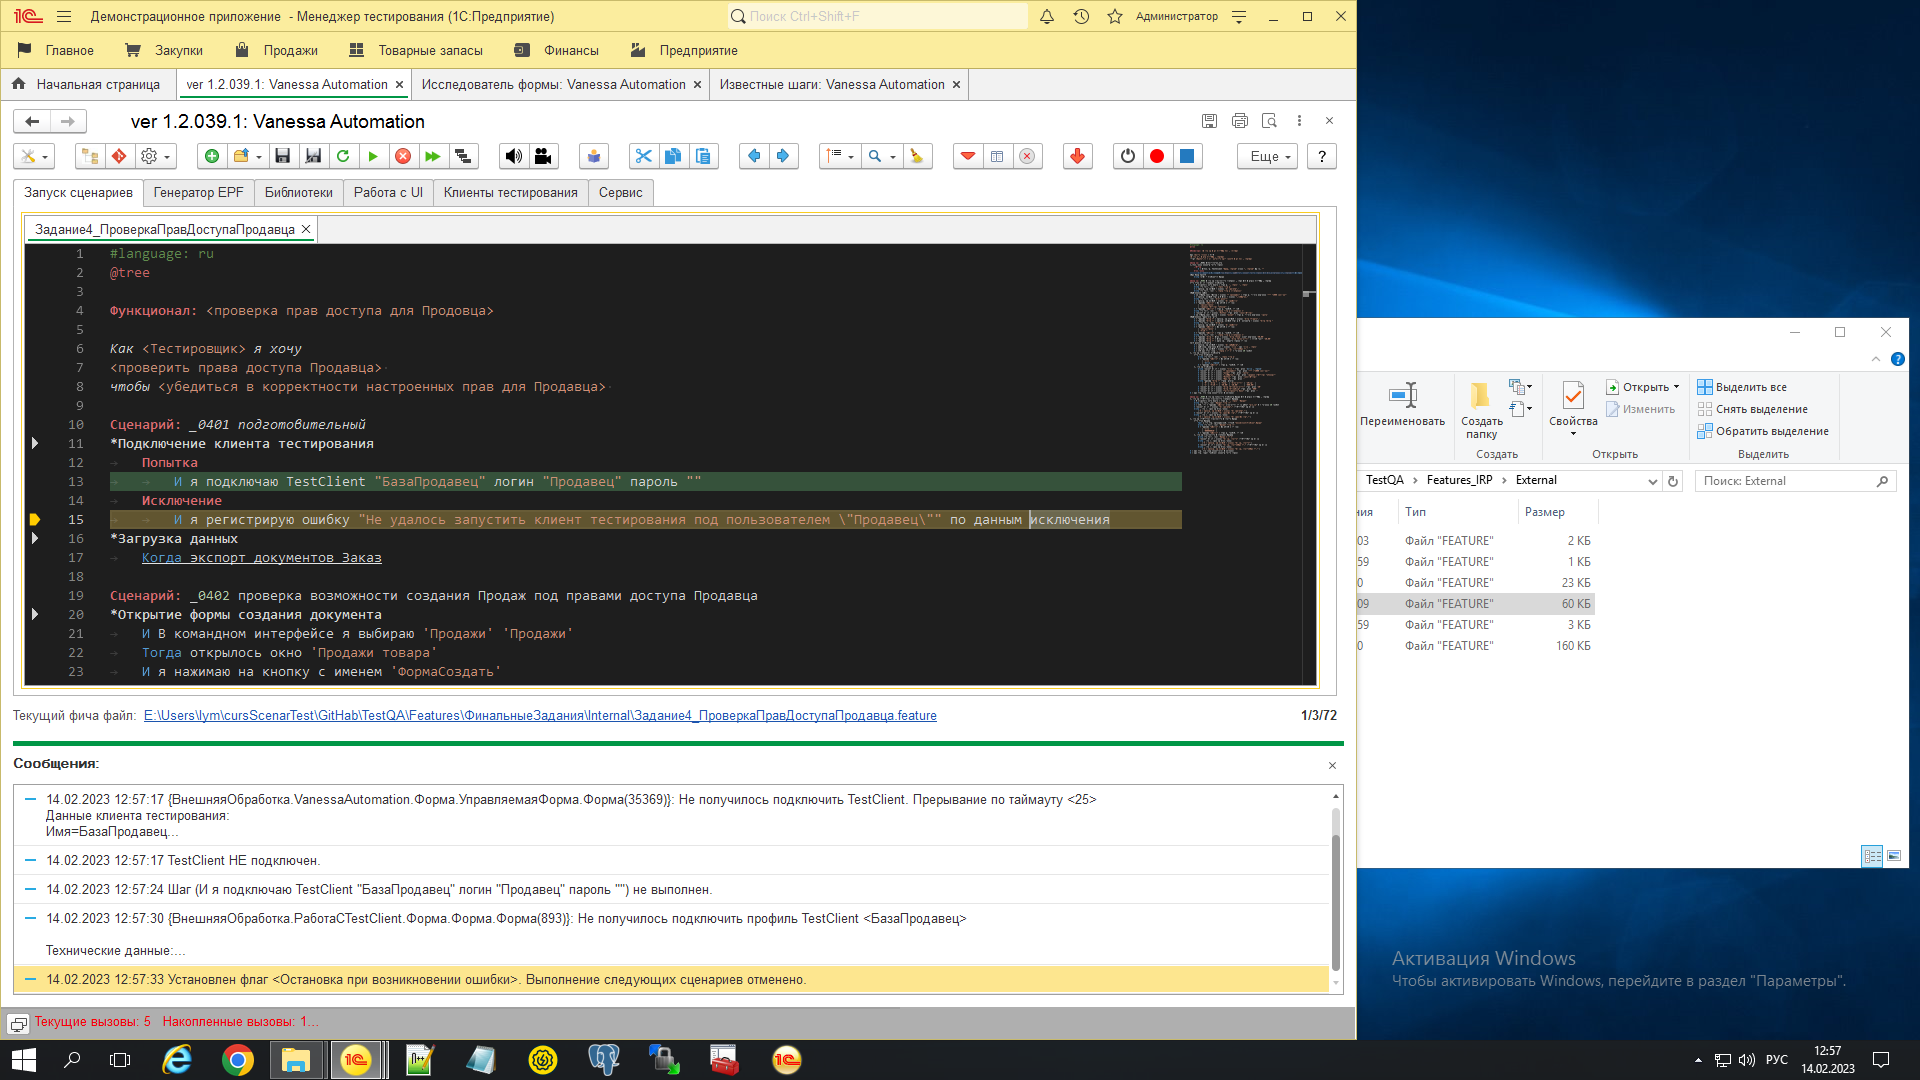 Демонстрационное приложение - Менеджер тестирования (1С:Предприятие)
Поиск Ctrl+Shift+F
Администратор
Главное
Закупки
Продажи
Товарные запасы
Финансы
Предприятие
Начальная страница
ver 1.2.039.1: Vanessa Automation
Исследователь формы: Vanessa Automation
Известные шаги: Vanessa Automation
ver 1.2.039.1: Vanessa Automation
Еще
?
Запуск сценариев
Генератор EPF
Библиотеки
Работа с UI
Клиенты тестирования
Сервис
Задание4_ПроверкаПравДоступаПродавца
1 #language: ru
2 @tree
3
4 Функционал: <проверка прав доступа для Продовца>
5
6 Как <Тестировщик> я хочу
7 <проверить права доступа Продавца>
8 чтобы <убедиться в корректности настроенных прав для Продавца>
9
10 Сценарий: _0401 подготовительный
11 *Подключение клиента тестирования
12 Попытка
13 И я подключаю TestClient "БазаПродавец" логин "Продавец" пароль ""
14 Исключение
15 И я регистрирую ошибку "Не удалось запустить клиент тестирования под пользователем \"Продавец\"" по данным исключения
16 *Загрузка данных
17 Когда экспорт документов Заказ
18
19 Сценарий: _0402 проверка возможности создания Продаж под правами доступа Продавца
20 *Открытие формы создания документа
21 И В командном интерфейсе я выбираю 'Продажи' 'Продажи'
22 Тогда открылось окно 'Продажи товара'
23 И я нажимаю на кнопку с именем 'ФормаСоздать'
Текущий фича файл: E:\Users\lym\cursScenarTest\GitHab\TestQA\Features\ФинальныеЗадания\Internal\Задание4_ПроверкаПравДоступаПродавца.feature
1/3/72
Сообщения:
14.02.2023 12:57:17 {ВнешняяОбработка.VanessaAutomation.Форма.УправляемаяФорма.Форма(35369)}: Не получилось подключить TestClient. Прерывание по таймауту <25>
Данные клиента тестирования:
Имя=БазаПродавец...
14.02.2023 12:57:17 TestClient НЕ подключен.
14.02.2023 12:57:24 Шаг (И я подключаю TestClient "БазаПродавец" логин "Продавец" пароль "") не выполнен.
14.02.2023 12:57:30 {ВнешняяОбработка.РаботаСTestClient.Форма.Форма.Форма(893)}: Не получилось подключить профиль TestClient <БазаПродавец>
Технические данные:...
14.02.2023 12:57:33 Установлен флаг <Остановка при возникновении ошибки>. Выполнение следующих сценариев отменено.
Текущие вызовы: 5 Накопленные вызовы: 1...
Переименовать
Создать папку
Создать
Свойства
Открыть
Изменить
Открыть
Выделить все
Снять выделение
Обратить выделение
Выделить
TestQA > Features_IRP > External
Поиск: External
ния Тип Размер
03 Файл "FEATURE" 2 КБ
59 Файл "FEATURE" 1 КБ
0 Файл "FEATURE" 23 КБ
09 Файл "FEATURE" 60 КБ
59 Файл "FEATURE" 3 КБ
0 Файл "FEATURE" 160 КБ
Активация Windows
Чтобы активировать Windows, перейдите в раздел "Параметры".
РУС
12:57
14.02.2023